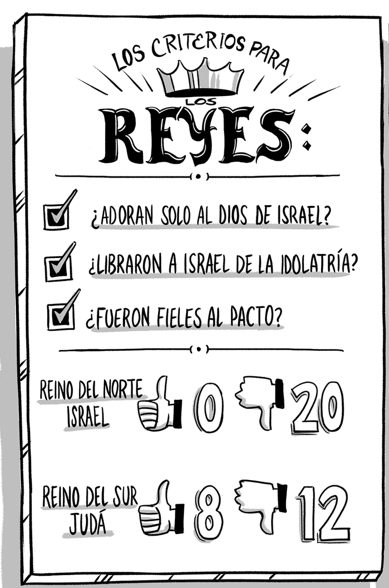 LOS CRITERIOS PARA
LOS
REYES:
¿ADORAN SOLO AL DIOS DE ISRAEL?
¿LIBRARON A ISRAEL DE LA IDOLATRÍA?
¿FUERON FIELES AL PACTO?
REINO DEL NORTE
ISRAEL
0
20
REINO DEL SUR
JUDÁ
8
12